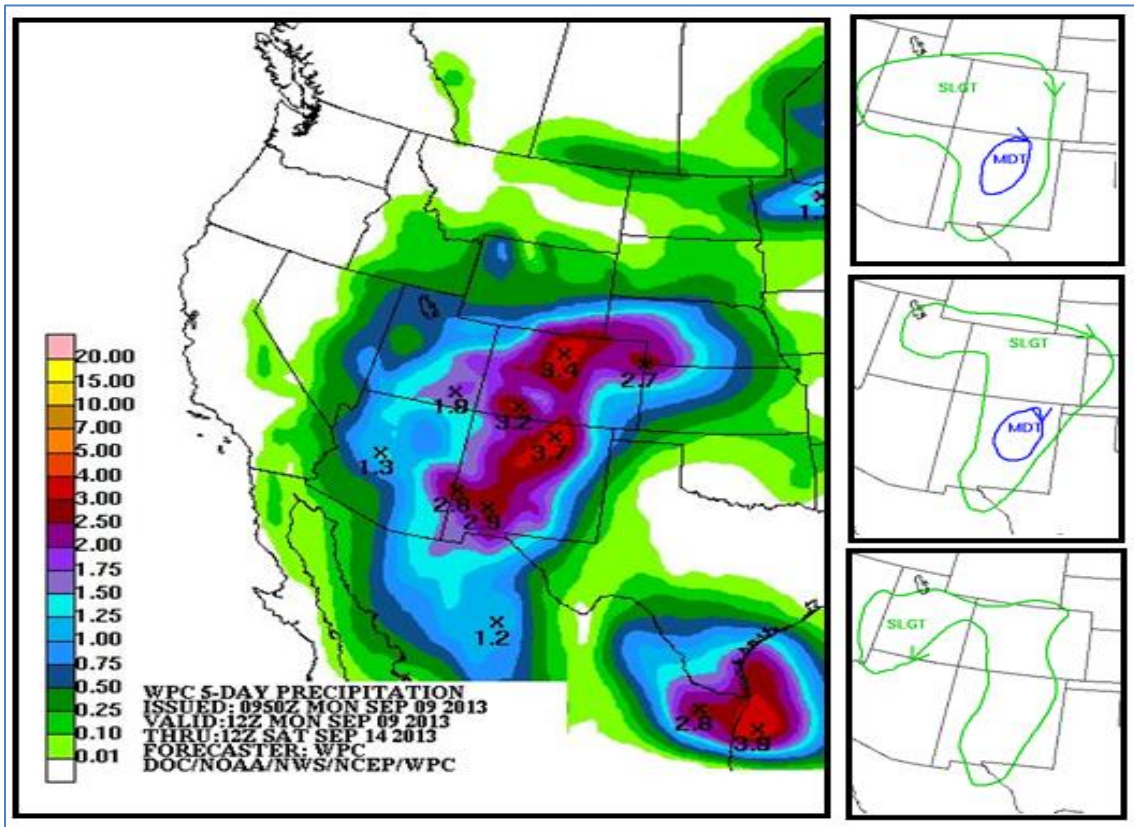 3.4
2.7
1.9
3.2
3.7
1.3
2.8
2.9
1.2
20.00
15.00
10.00
7.00
5.00
4.00
3.00
2.50
2.00
1.75
1.50
1.25
1.00
0.75
0.50
0.25
0.10
0.01
WPC 5-DAY PRECIPITATION
ISSUED: 0950Z MON SEP 09 2013
VALID:12Z MON SEP 09 2013
THRU:12Z SAT SEP 14 2013
FORECASTER: WPC
DOC/NOAA/NWS/NCEP/WPC
2.8
3.9
SLGT
MDT
SLGT
MDT
SLGT